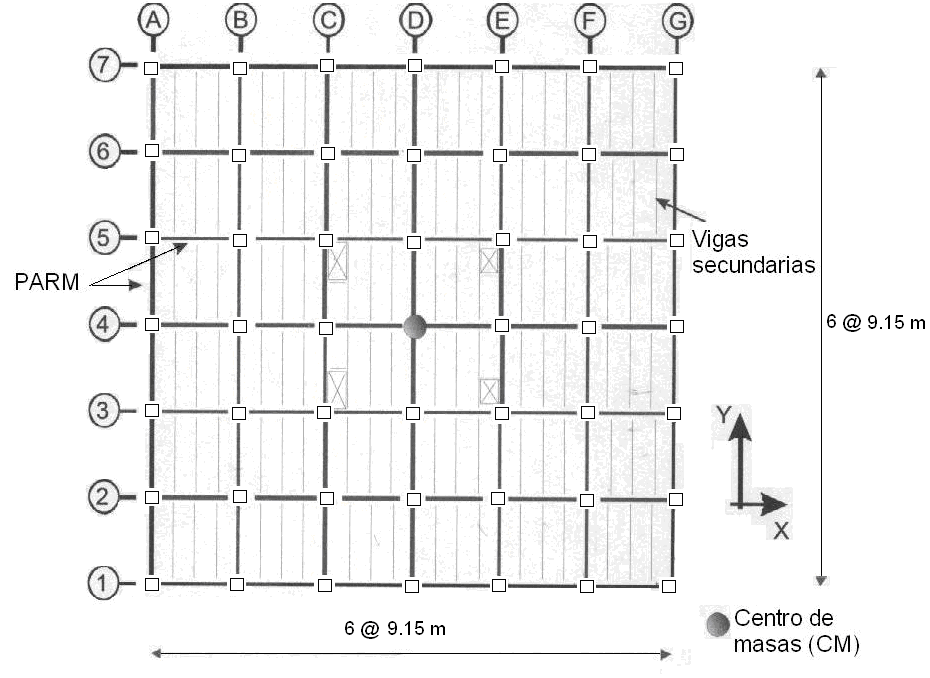 A B C D E F G
7
6
5
Vigas
secundarias
PARM
4
6 @ 9.15 m
3
Y
2
X
1
6 @ 9.15 m
Centro de
masas (CM)